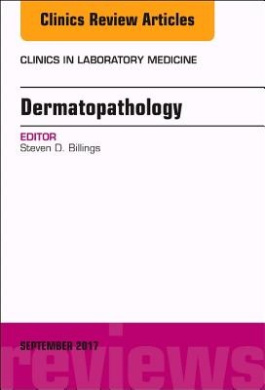 Clinics Review Articles
CLINICS IN LABORATORY MEDICINE
Dermatopathology
EDITOR
Steven D. Billings
SEPTEMBER 2017
reviews